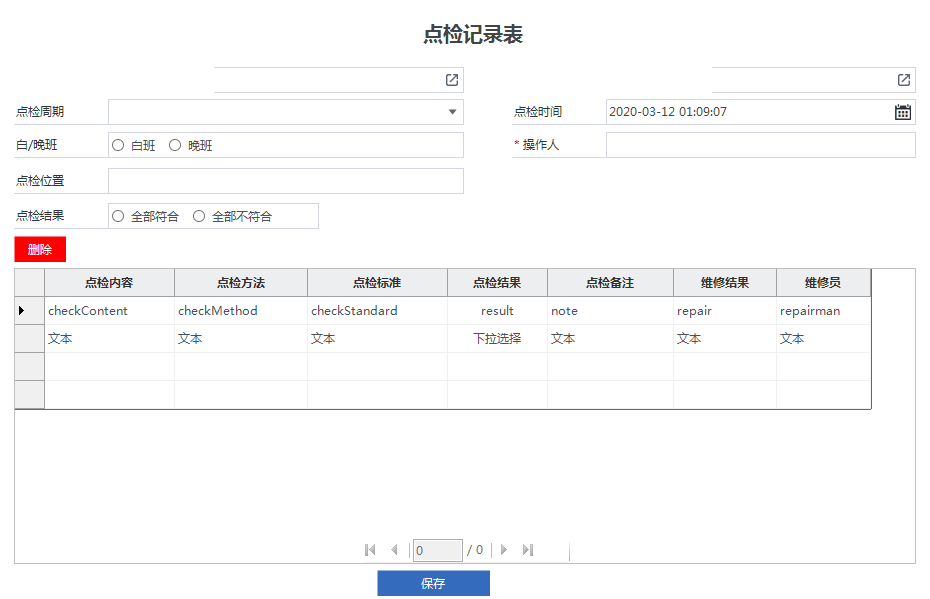 点检记录表
点检周期
点检时间 2020-03-12 01:09:07
白/晚班 白班 晚班
* 操作人
点检位置
点检结果 全部符合 全部不符合
删除
点检内容 点检方法 点检标准 点检结果 点检备注 维修结果 维修员
checkContent checkMethod checkStandard result note repair repairman
文本 文本 文本 下拉选择 文本 文本 文本
0 / 0
保存